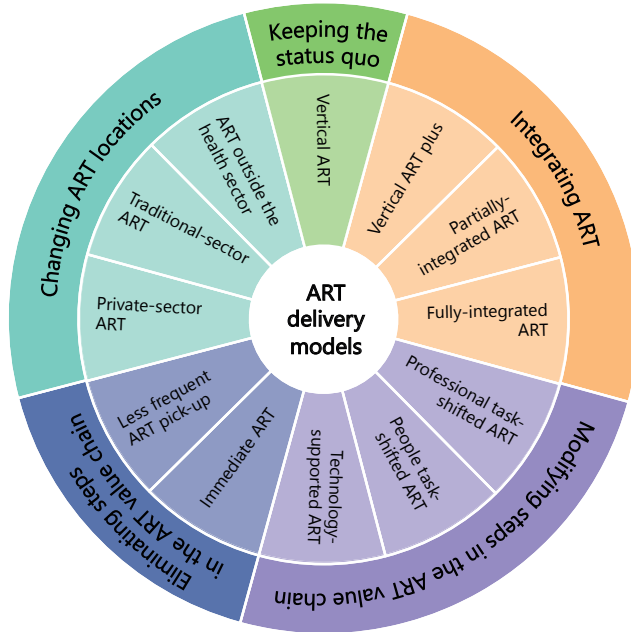 Keeping the
status quo
Vertical ART
Integrating ART
Vertical ART plus
Partially-
integrated ART
Fully-integrated
ART
Modifying steps in the ART value chain
Professional task-
shifted ART
People task-
shifted ART
Technology-
supported ART
Eliminating steps
in the ART value chain
Immediate ART
Less frequent
ART pick-up
Changing ART locations
Private-sector
ART
Traditional-sector
ART
ART outside the
health sector
ART
delivery
models